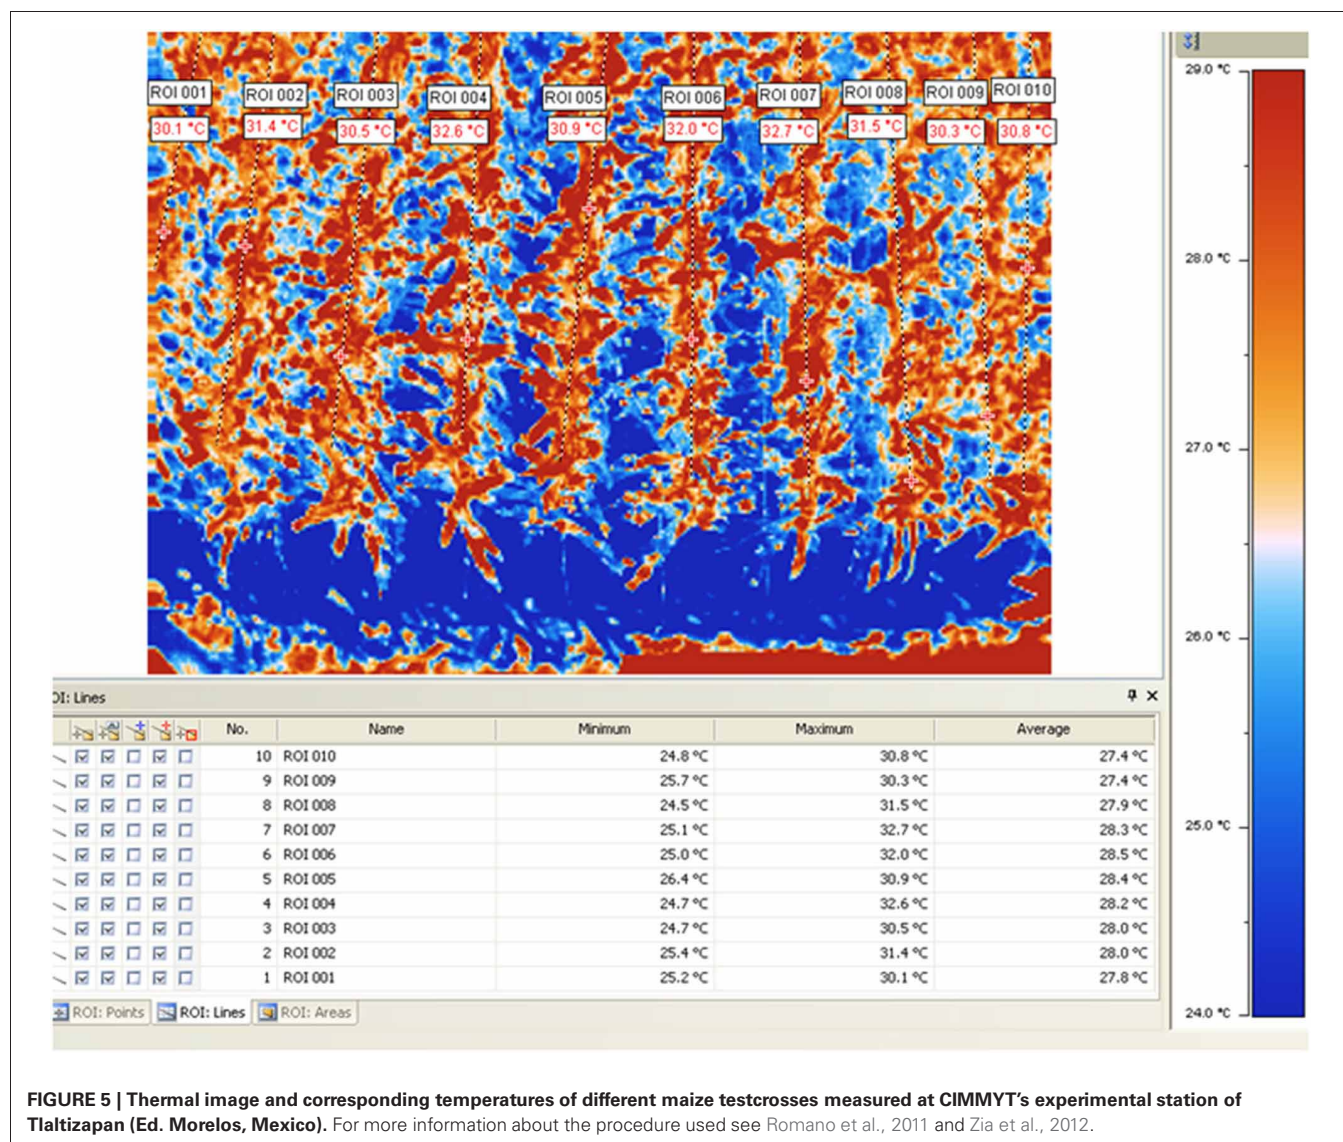 ROI 001 ROI 002 ROI 003 ROI 004 ROI 005 ROI 006 ROI 007 ROI 008 ROI 009 ROI 010
30.1 °C 31.4 °C 30.5 °C 32.6 °C 30.9 °C 32.0 °C 32.7 °C 31.5 °C 30.3 °C 30.8 °C
29.0 °C
28.0 °C
27.0 °C
26.0 °C
25.0 °C
24.0 °C
OI: Lines
No. Name Minimum Maximum Average
10 ROI 010 24.8 °C 30.8 °C 27.4 °C
9 ROI 009 25.7 °C 30.3 °C 27.4 °C
8 ROI 008 24.5 °C 31.5 °C 27.9 °C
7 ROI 007 25.1 °C 32.7 °C 28.3 °C
6 ROI 006 25.0 °C 32.0 °C 28.5 °C
5 ROI 005 26.4 °C 30.9 °C 28.4 °C
4 ROI 004 24.7 °C 32.6 °C 28.2 °C
3 ROI 003 24.7 °C 30.5 °C 28.0 °C
2 ROI 002 25.4 °C 31.4 °C 28.0 °C
1 ROI 001 25.2 °C 30.1 °C 27.8 °C
ROI: Points ROI: Lines ROI: Areas
FIGURE 5 | Thermal image and corresponding temperatures of different maize testcrosses measured at CIMMYT's experimental station of
Tlaltizapan (Ed. Morelos, Mexico). For more information about the procedure used see Romano et al., 2011 and Zia et al., 2012.